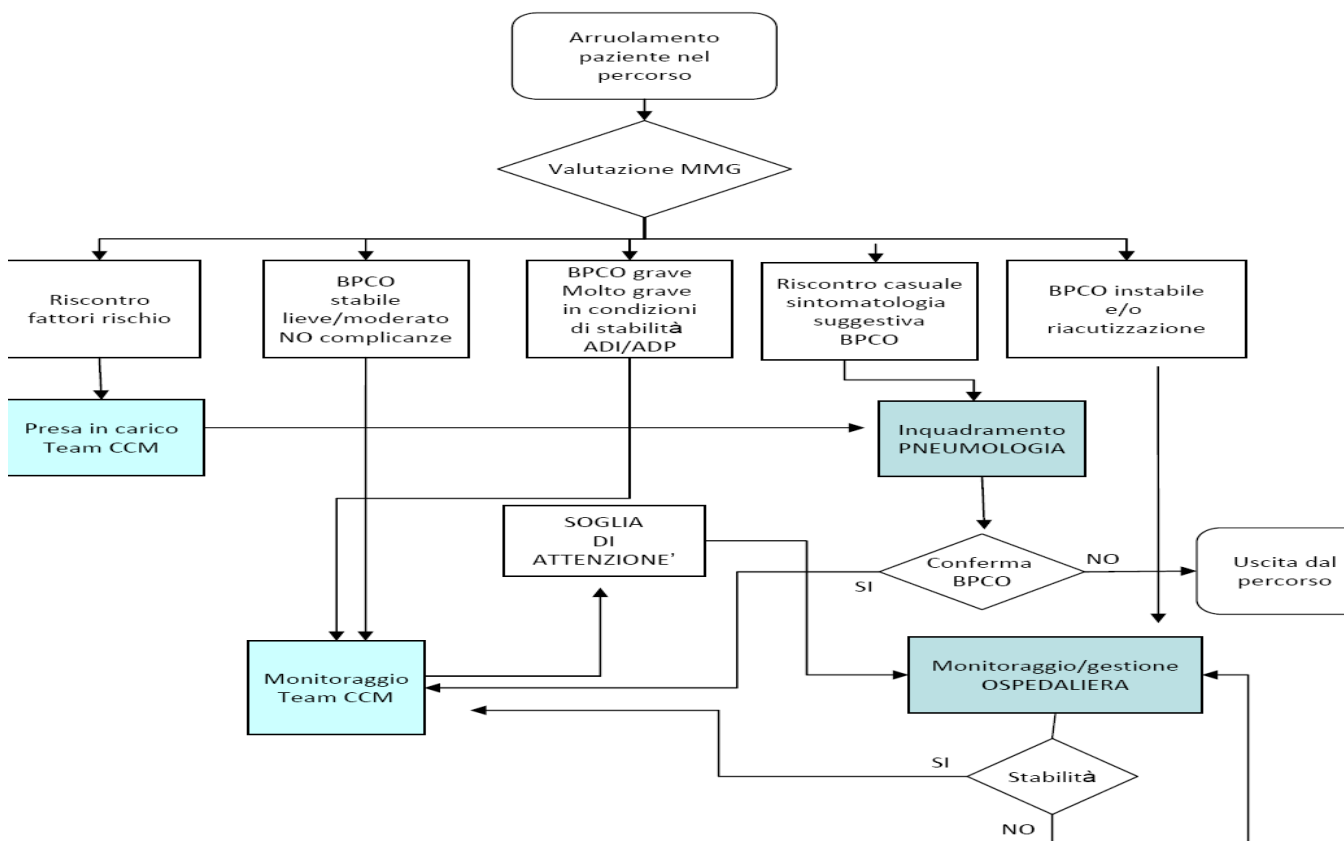 Arruolamento
paziente nel
percorso
Valutazione MMG
Riscontro
fattori rischio
BPCO
stabile
lieve/moderato
NO complicanze
BPCO grave
Molto grave
in condizioni
di stabilità
ADI/ADP
Riscontro casuale
sintomatologia
suggestiva
BPCO
BPCO instabile
e/o
riacutizzazione
Presa in carico
Team CCM
Inquadramento
PNEUMOLOGIA
SOGLIA
DI
ATTENZIONE’
Conferma
BPCO
SI
NO
Uscita dal
percorso
Monitoraggio
Team CCM
Monitoraggio/gestione
OSPEDALIERA
SI
Stabilità
NO